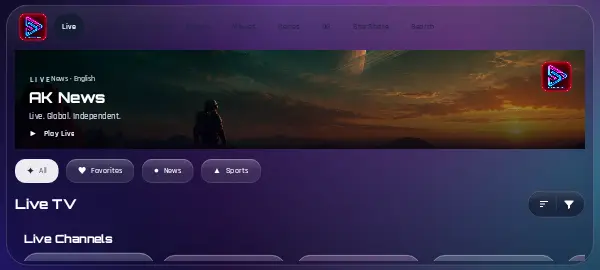 Live
Search
LIVE News · English
AK News
Live. Global. Independent.
Play Live
All
Favorites
News
Sports
Live TV
Live Channels